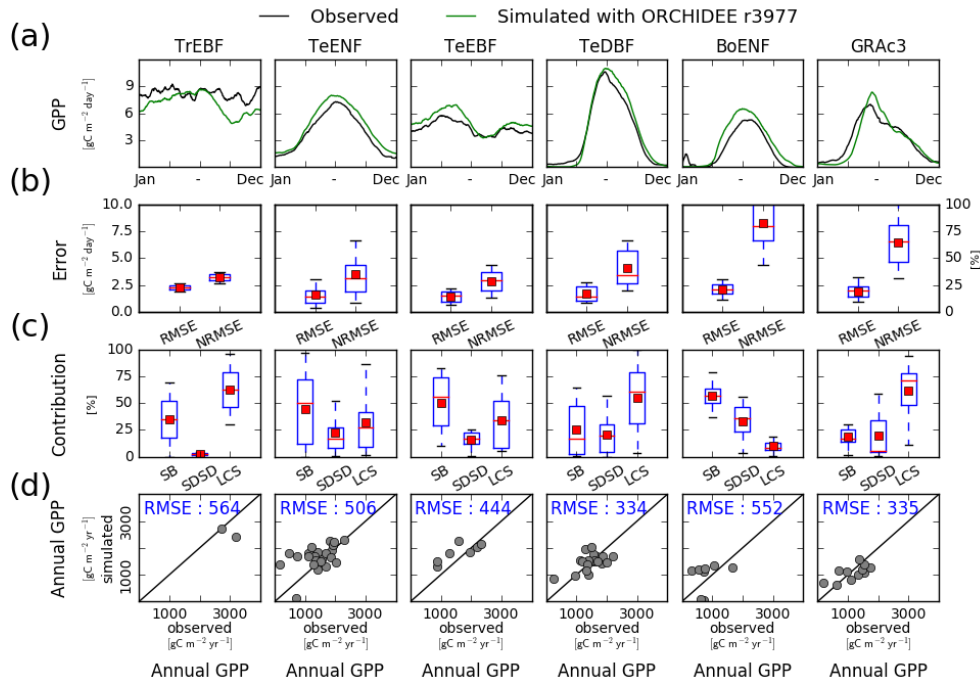 Observed Simulated with ORCHIDEE r3977
(a)
TrEBF TeENF TeEBF TeDBF BoENF GRAc3
GPP
[gC m⁻² day⁻¹]
9
6
3
Jan - Dec Jan - Dec Jan - Dec Jan - Dec Jan - Dec Jan - Dec
(b)
Error
[gC m⁻² day⁻¹]
10.0 100
7.5 75
5.0 50
2.5 25
0.0 0
[%]
RMSE NRMSE RMSE NRMSE RMSE NRMSE RMSE NRMSE RMSE NRMSE RMSE NRMSE
(c)
Contribution
[%]
100
75
50
25
0
SB SDSD LCS SB SDSD LCS SB SDSD LCS SB SDSD LCS SB SDSD LCS SB SDSD LCS
(d)
Annual GPP
[gC m⁻² yr⁻¹]
simulated
3000
1000
RMSE : 564 RMSE : 506 RMSE : 444 RMSE : 334 RMSE : 552 RMSE : 335
1000 3000 1000 3000 1000 3000 1000 3000 1000 3000 1000 3000
observed observed observed observed observed observed
[gC m⁻² yr⁻¹] [gC m⁻² yr⁻¹] [gC m⁻² yr⁻¹] [gC m⁻² yr⁻¹] [gC m⁻² yr⁻¹] [gC m⁻² yr⁻¹]
Annual GPP Annual GPP Annual GPP Annual GPP Annual GPP Annual GPP